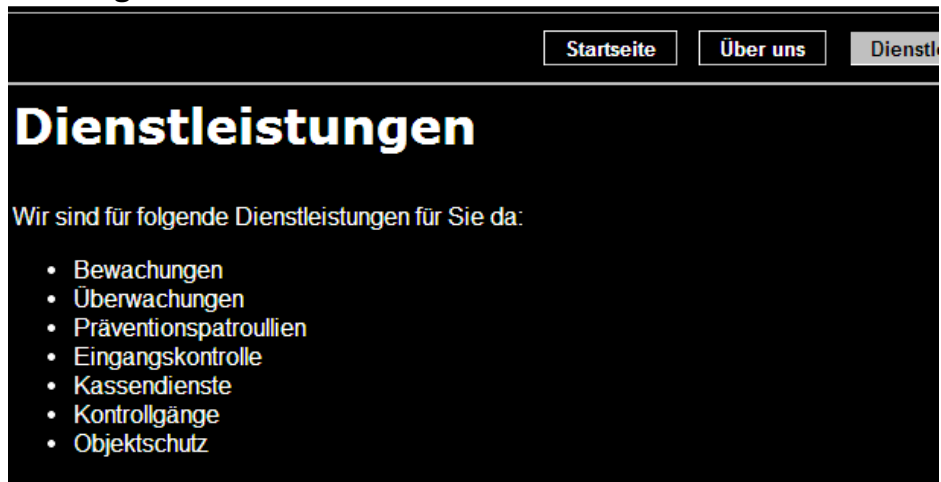 Startseite Über uns Dienstl
Dienstleistungen
Wir sind für folgende Dienstleistungen für Sie da:
• Bewachungen
• Überwachungen
• Präventionspatroullien
• Eingangskontrolle
• Kassendienste
• Kontrollgänge
• Objektschutz